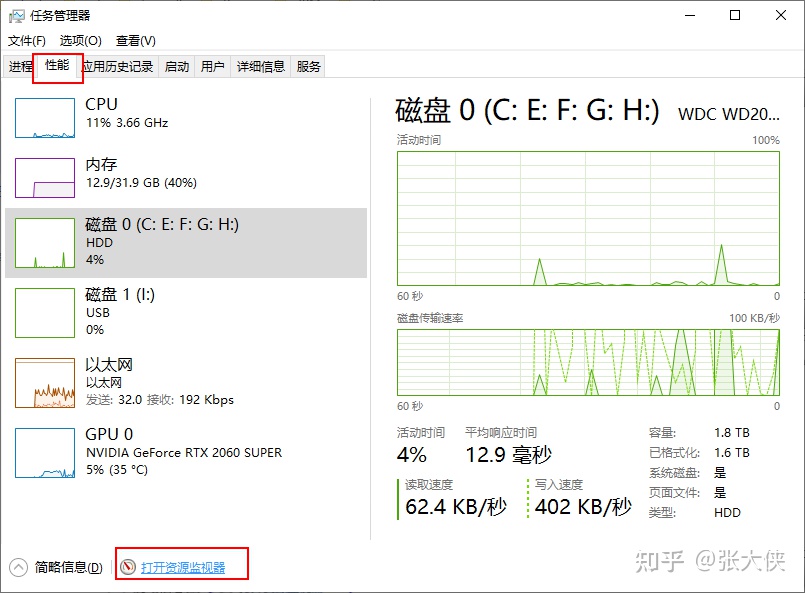 任务管理器
文件(F) 选项(O) 查看(V)
进程 性能 应用历史记录 启动 用户 详细信息 服务
CPU
11% 3.66 GHz
内存
12.9/31.9 GB (40%)
磁盘 0 (C: E: F: G: H:)
HDD
4%
磁盘 1 (I:)
USB
0%
以太网
以太网
发送: 32.0 接收: 192 Kbps
GPU 0
NVIDIA GeForce RTX 2060 SUPER
5% (35 °C)
磁盘 0 (C: E: F: G: H:) WDC WD20...
活动时间 100%
60 秒 0
磁盘传输速率 100 KB/秒
60 秒 0
活动时间 平均响应时间
4% 12.9 毫秒
读取速度 写入速度
62.4 KB/秒 402 KB/秒
容量: 1.8 TB
已格式化: 1.6 TB
系统磁盘: 是
页面文件: 是
类型: HDD
简略信息(D) 打开资源监视器
知乎 @张大侠